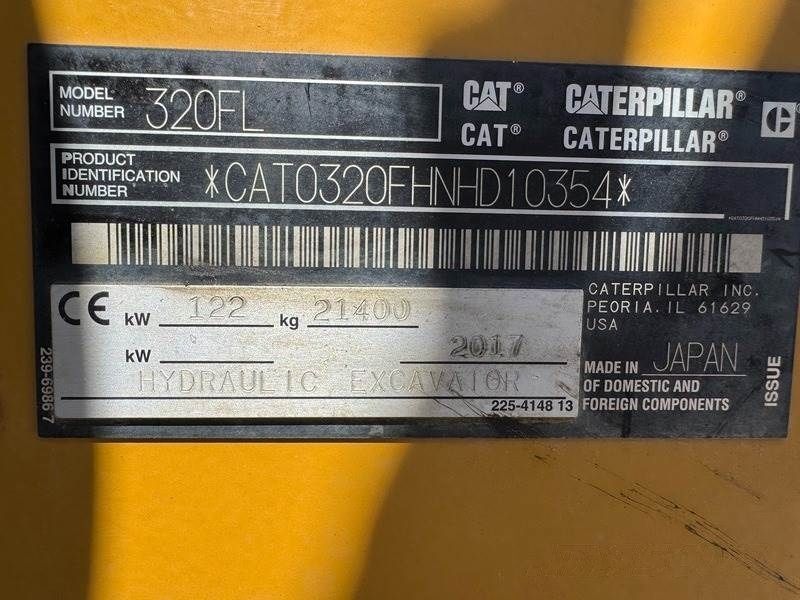 MODEL NUMBER 320FL
CAT® CATERPILLAR®
CAT® CATERPILLAR®
PRODUCT IDENTIFICATION NUMBER *CAT0320FHNHD10354*
*CAT0320FHNHD10354*
CE kW 122 kg 21400
kW 2017
HYDRAULIC EXCAVATOR
225-4148 13
239-6986 7
CATERPILLAR INC.
PEORIA, IL 61629
USA
MADE IN JAPAN
OF DOMESTIC AND
FOREIGN COMPONENTS
ISSUE